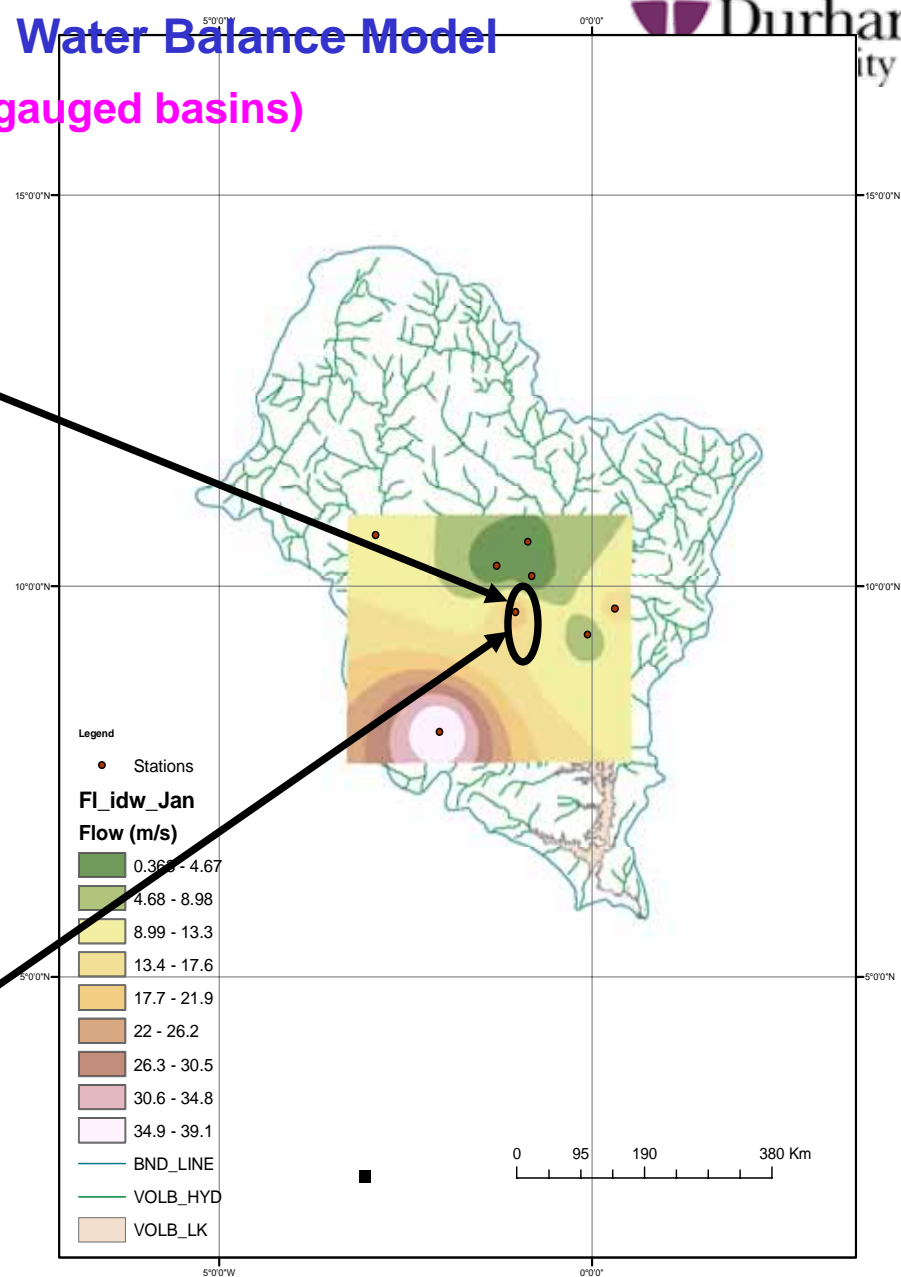 5°0'0"W
0°0'0"
Water Balance Model
gauged basins)
15°0'0"N
15°0'0"N
10°0'0"N
10°0'0"N
Legend
Stations
Fl_idw_Jan
Flow (m/s)
4.67
4.68 - 8.98
8.99 - 13.3
13.4 - 17.6
17.7 - 21.9
22 - 26.2
26.3 - 30.5
30.6 - 34.8
34.9 - 39.1
BND_LINE
VOLB_HYD
VOLB_LK
5°0'0"N
5°0'0"N
0 95 190 380 Km
5°0'0"W
0°0'0"